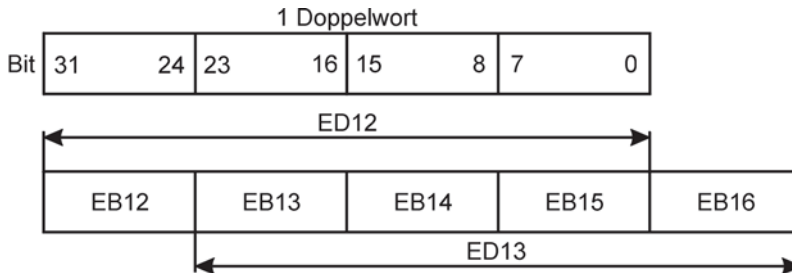 1 Doppelwort
Bit 31 24 23 16 15 8 7 0
ED12
EB12 EB13 EB14 EB15 EB16
ED13